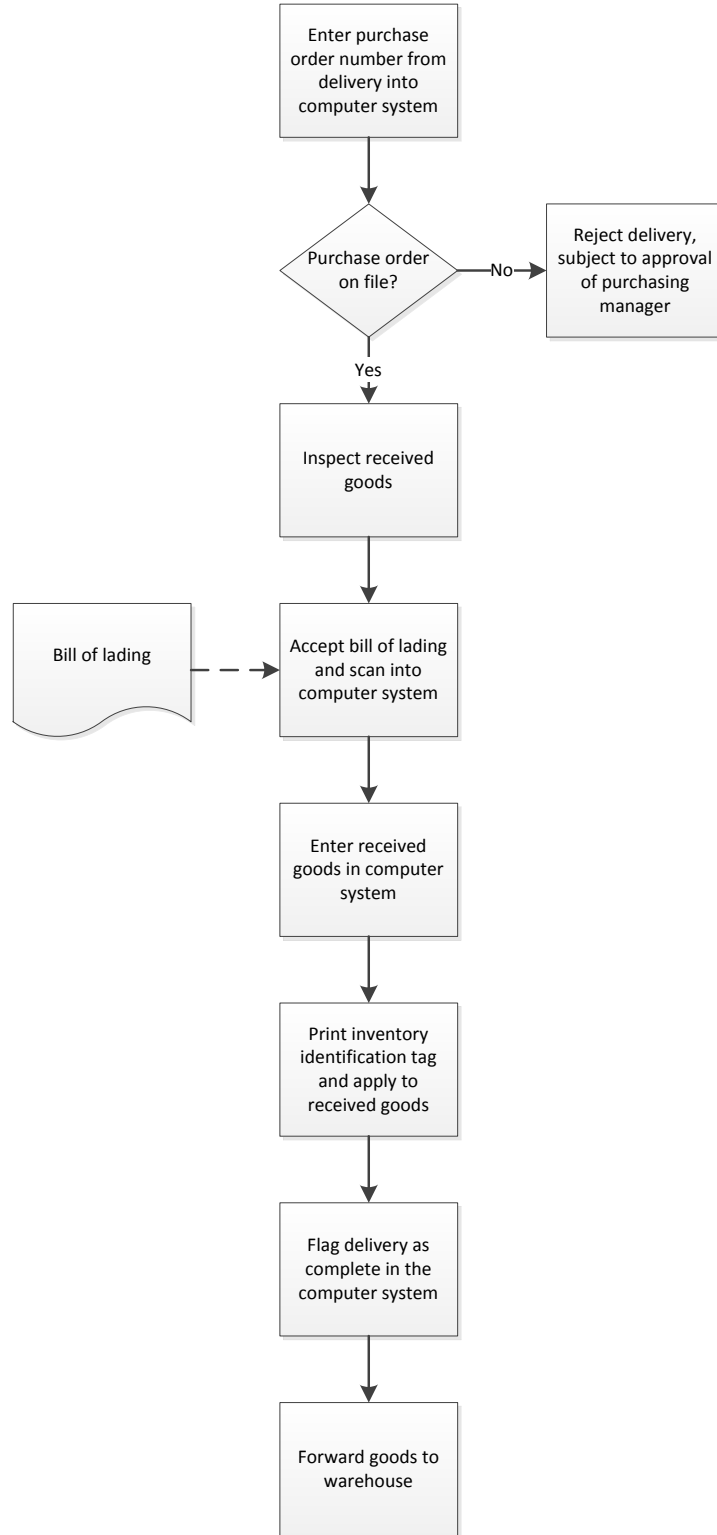 Enter purchase
order number from
delivery into
computer system
Purchase order
on file?
No
Reject delivery,
subject to approval
of purchasing
manager
Yes
Inspect received
goods
Bill of lading
Accept bill of lading
and scan into
computer system
Enter received
goods in computer
system
Print inventory
identification tag
and apply to
received goods
Flag delivery as
complete in the
computer system
Forward goods to
warehouse